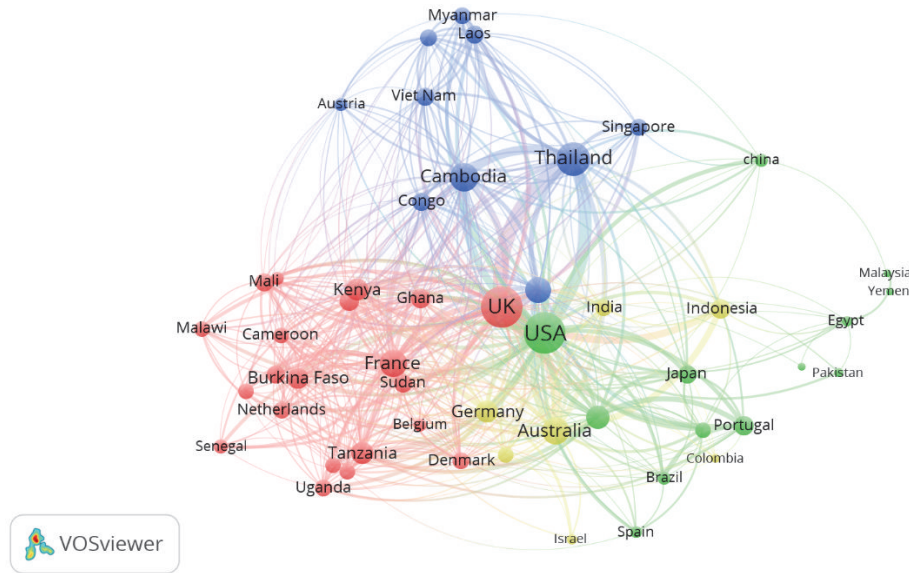 Myanmar
Laos
Viet Nam
Austria
Singapore
Thailand
china
Cambodia
Congo
Malaysia
Mali
Kenya
Yemen
Ghana
UK
India
Indonesia
Malawi
Cameroon
USA
Egypt
France
Japan
Pakistan
Burkina Faso
Sudan
Netherlands
Germany
Belgium
Australia
Portugal
Senegal
Tanzania
Denmark
Colombia
Uganda
Brazil
Spain
Israel
VOSviewer